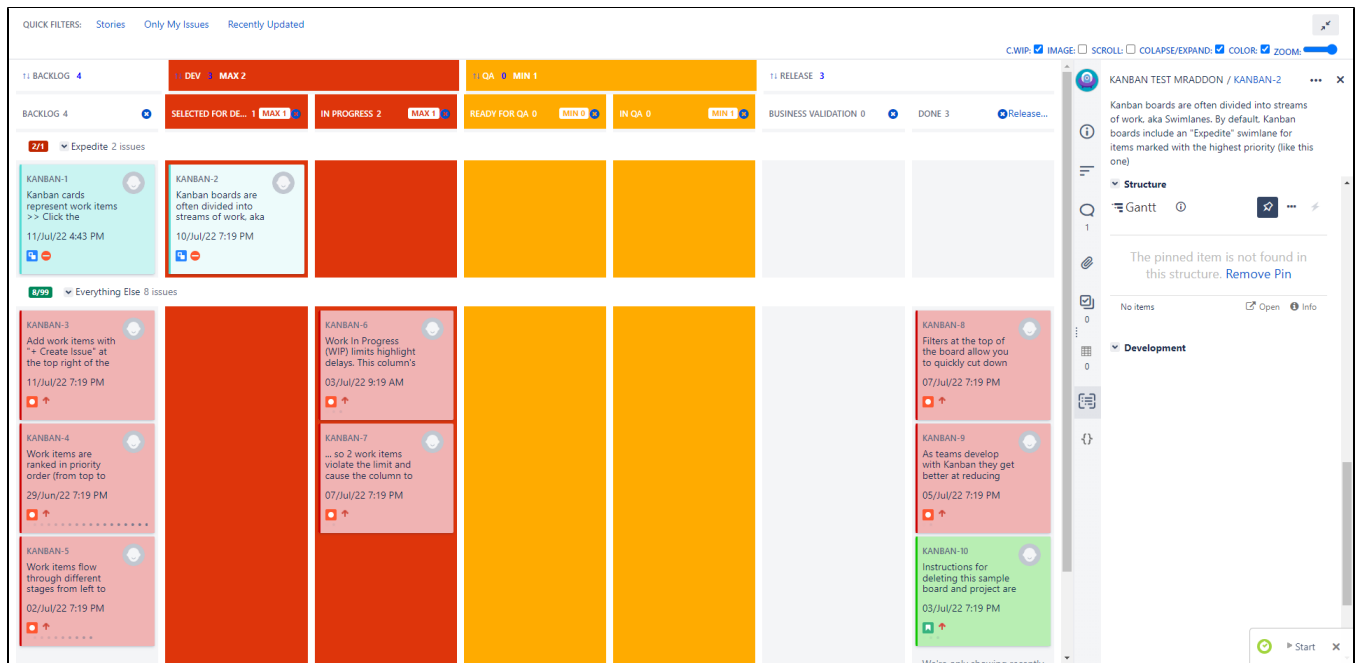 QUICK FILTERS: Stories Only My Issues Recently Updated
C.WIP: IMAGE: SCROLL: COLAPSE/EXPAND: COLOR: ZOOM:
↑↓ BACKLOG 4
↑↓ DEV 3 MAX 2
↑↓ QA 0 MIN 1
↑↓ RELEASE 3
BACKLOG 4
SELECTED FOR DE... 1 MAX 1
IN PROGRESS 2 MAX 1
READY FOR QA 0 MIN 0
IN QA 0 MIN 1
BUSINESS VALIDATION 0
DONE 3 Release...
2/1 Expedite 2 issues
KANBAN-1
Kanban cards
represent work items
>> Click the
11/Jul/22 4:43 PM
KANBAN-2
Kanban boards are
often divided into
streams of work, aka
10/Jul/22 7:19 PM
8/99 Everything Else 8 issues
KANBAN-3
Add work items with
"+ Create Issue" at
the top right of the
11/Jul/22 7:19 PM
KANBAN-6
Work In Progress
(WIP) limits highlight
delays. This column's
03/Jul/22 9:19 AM
KANBAN-8
Filters at the top of
the board allow you
to quickly cut down
07/Jul/22 7:19 PM
KANBAN-4
Work items are
ranked in priority
order (from top to
29/Jun/22 7:19 PM
KANBAN-7
... so 2 work items
violate the limit and
cause the column to
07/Jul/22 7:19 PM
KANBAN-9
As teams develop
with Kanban they get
better at reducing
05/Jul/22 7:19 PM
KANBAN-5
Work items flow
through different
stages from left to
02/Jul/22 7:19 PM
KANBAN-10
Instructions for
deleting this sample
board and project are
03/Jul/22 7:19 PM
We're only showing recently
KANBAN TEST MRADDON / KANBAN-2
Kanban boards are often divided into streams
of work, aka Swimlanes. By default, Kanban
boards include an "Expedite" swimlane for
items marked with the highest priority (like this
one)
Structure
Gantt
1
The pinned item is not found in
this structure. Remove Pin
No items Open Info
0
Development
0
{}
Start